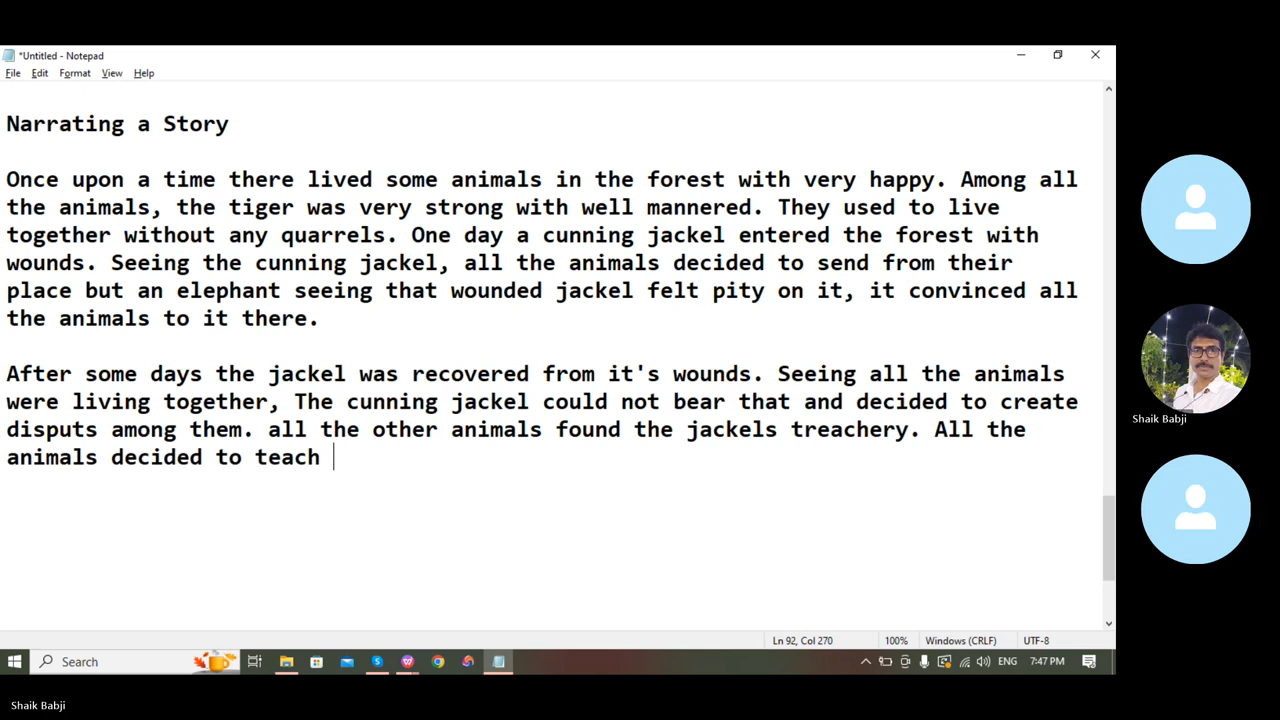 *Untitled - Notepad
File Edit Format View Help
Narrating a Story
Once upon a time there lived some animals in the forest with very happy. Among all
the animals, the tiger was very strong with well mannered. They used to live
together without any quarrels. One day a cunning jackel entered the forest with
wounds. Seeing the cunning jackel, all the animals decided to send from their
place but an elephant seeing that wounded jackel felt pity on it, it convinced all
the animals to it there.
After some days the jackel was recovered from it's wounds. Seeing all the animals
were living together, The cunning jackel could not bear that and decided to create
disputs among them. all the other animals found the jackels treachery. All the
animals decided to teach
Shaik Babji
Ln 92, Col 270 100% Windows (CRLF) UTF-8
Search
ENG 7:47 PM
Shaik Babji